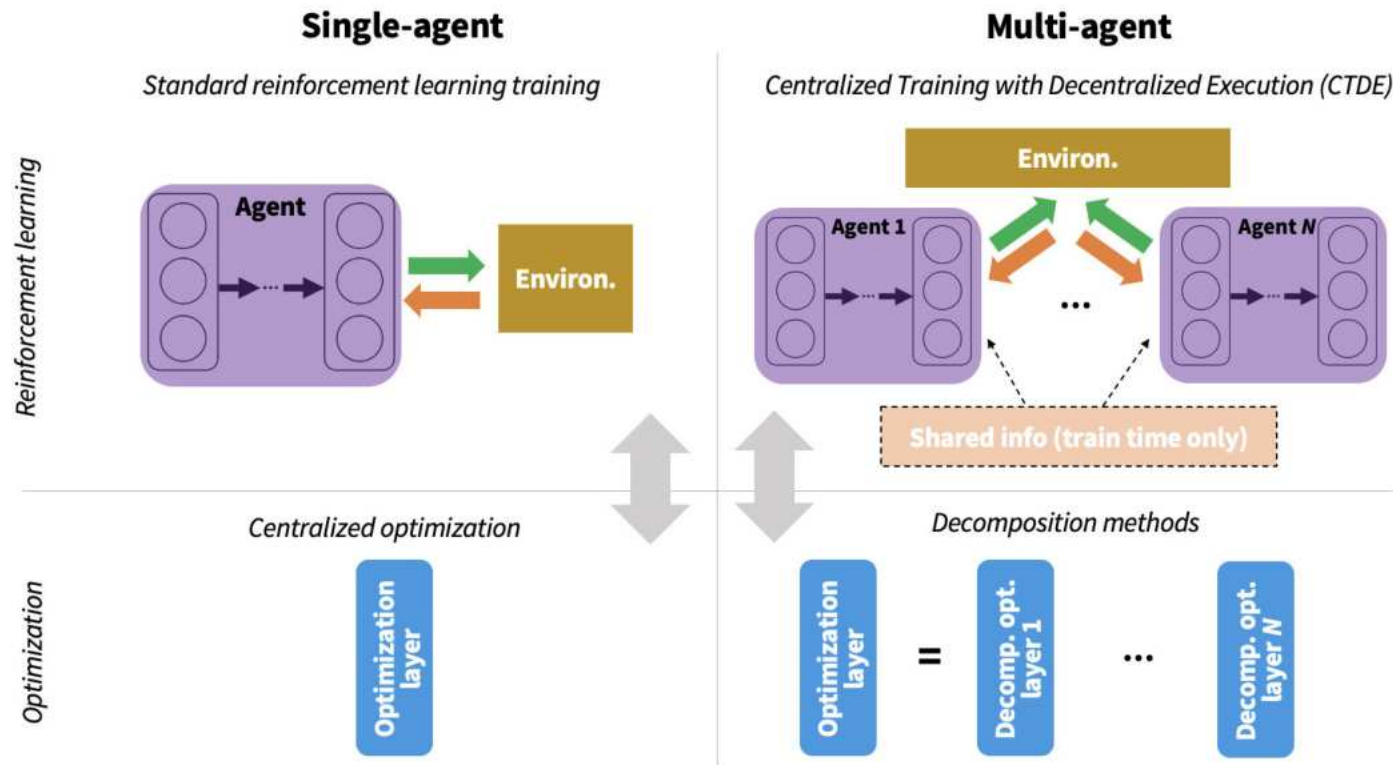 Single-agent
Multi-agent
Standard reinforcement learning training
Centralized Training with Decentralized Execution (CTDE)
Reinforcement learning
Agent
...
Environ.
Environ.
Agent 1
...
Agent N
...
...
Shared info (train time only)
Centralized optimization
Decomposition methods
Optimization
Optimization
layer
Optimization
layer
=
Decomp. opt.
layer 1
...
Decomp. opt.
layer N